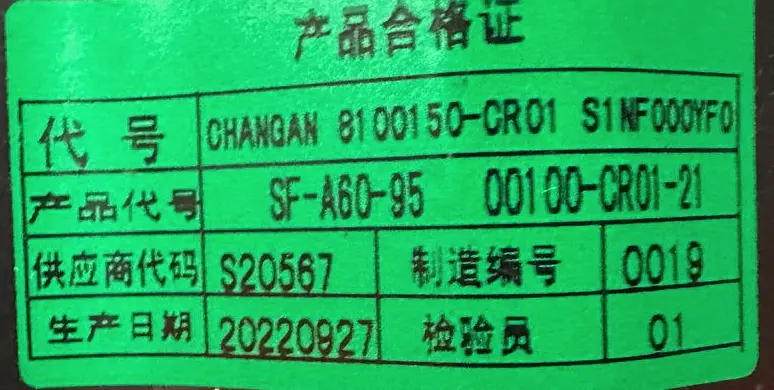 产品合格证
代号 CHANGAN 8100150-CR01 S1NF000YF0
产品代号 SF-A60-95 00100-CR01-21
供应商代码 S20567 制造编号 0019
生产日期 20220927 检验员 01